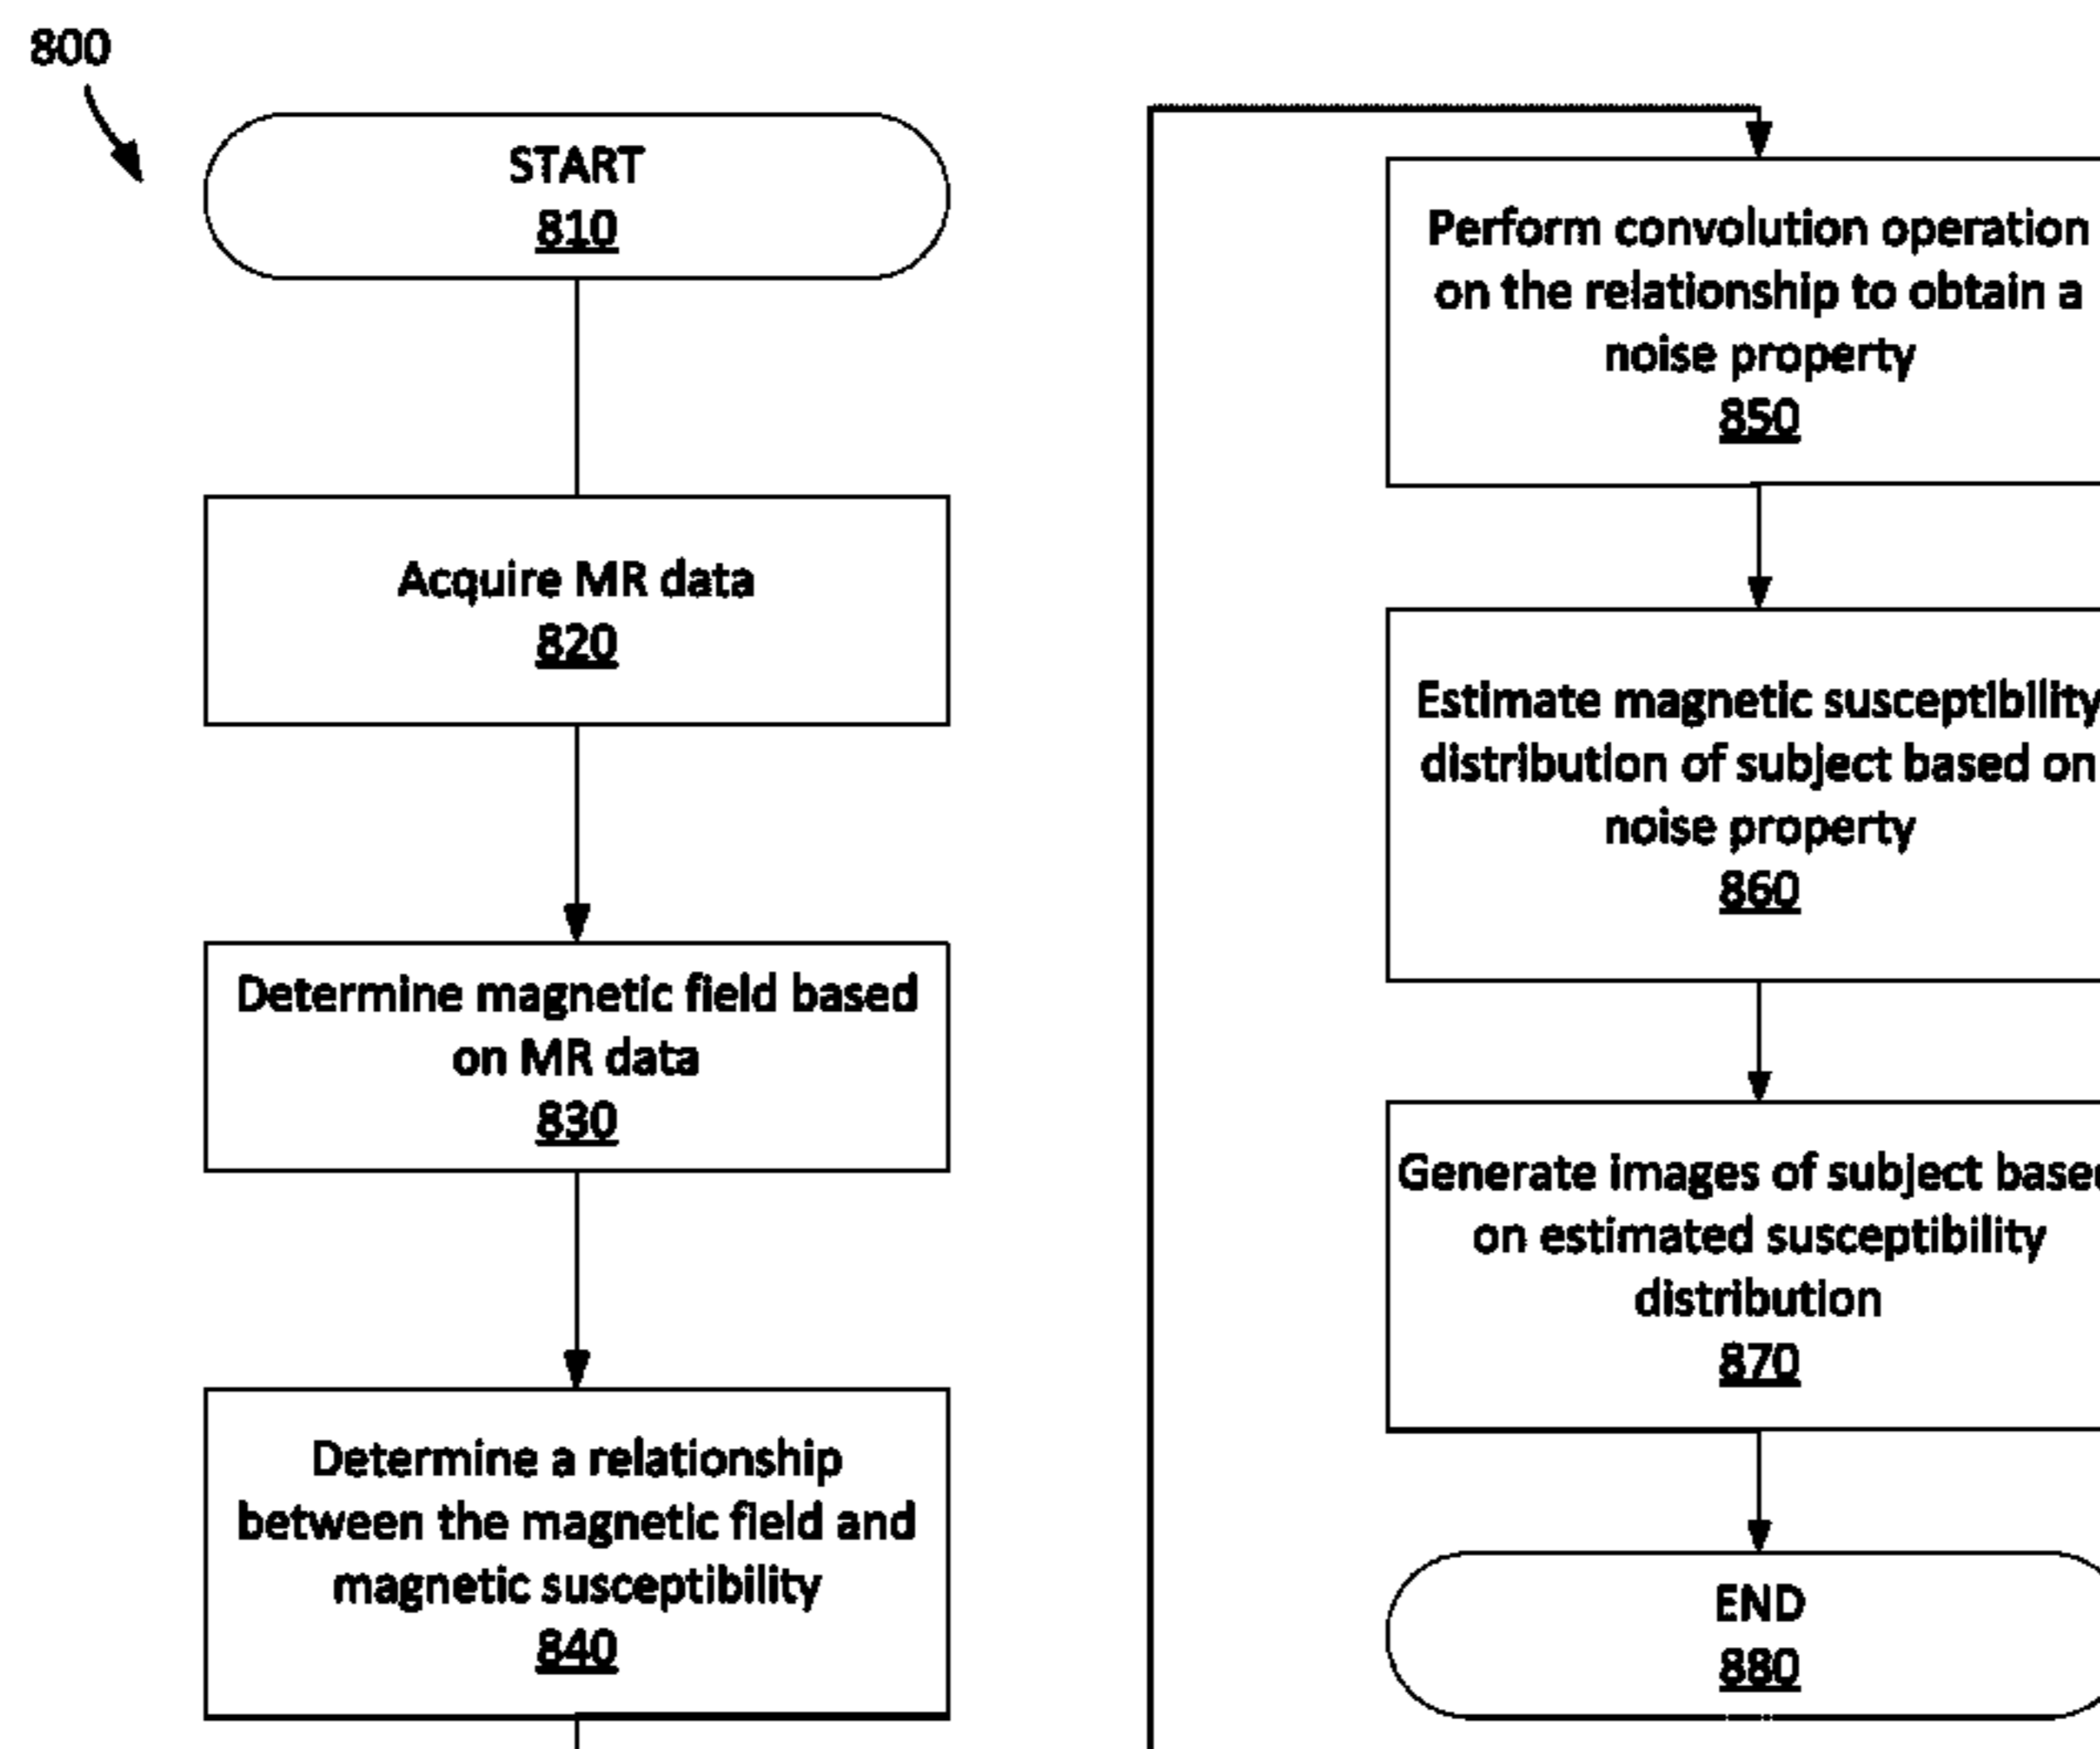 800
START
810
Acquire MR data
820
Determine magnetic field based
on MR data
830
Determine a relationship
between the magnetic field and
magnetic susceptibility
840
Perform convolution operation
on the relationship to obtain a
noise property
850
Estimate magnetic susceptibility
distribution of subject based on
noise property
860
Generate images of subject based
on estimated susceptibility
distribution
870
END
880